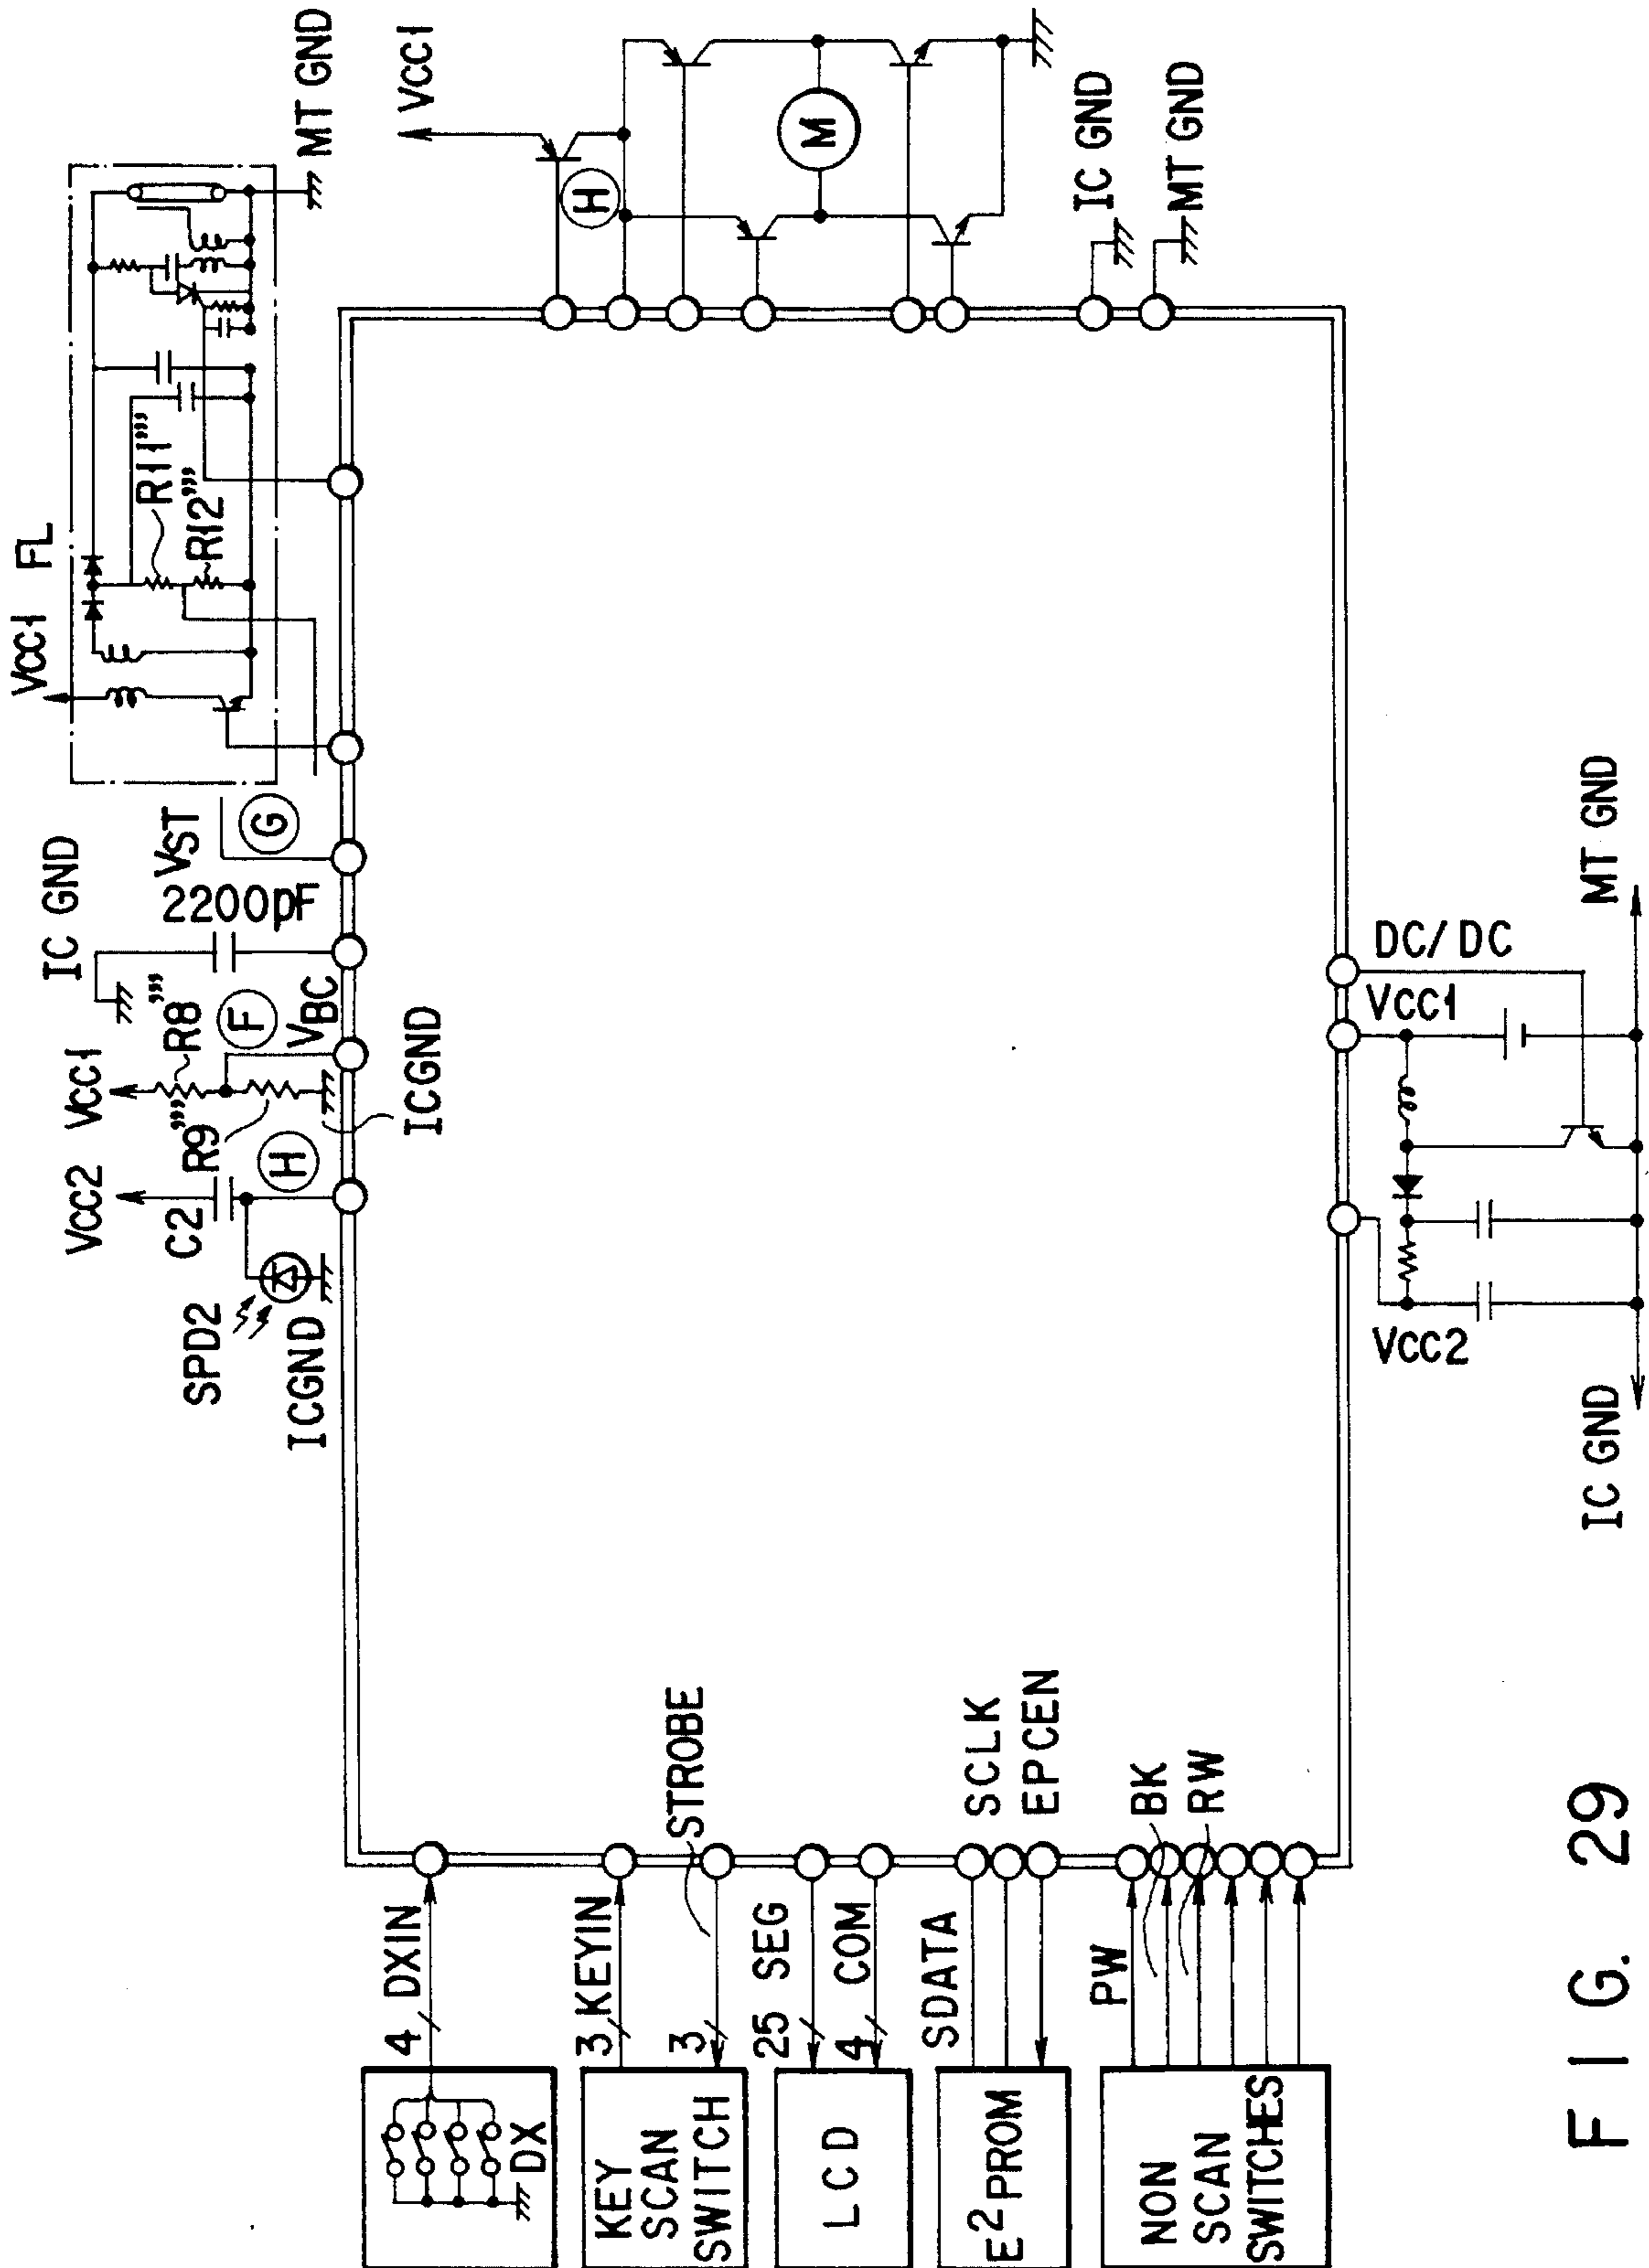 VCC1 FL
R11'''
R12'''
MT GND
IC GND
VST
G
2200pF
VCC1
R8'''
F
VBC
R9'''
ICGND
VCC2
C2
H
SPD2
ICGND
VCC1
H
M
IC GND
MT GND
4 DXIN
DX
3 KEYIN
KEY
SCAN
SWITCH
3
STROBE
25 SEG
LCD
4 COM
SDATA
SCLK
EPCEN
E²PROM
PW
BK
RW
NON
SCAN
SWITCHES
DC/DC
VCC1
VCC2
IC GND
MT GND
FIG. 29